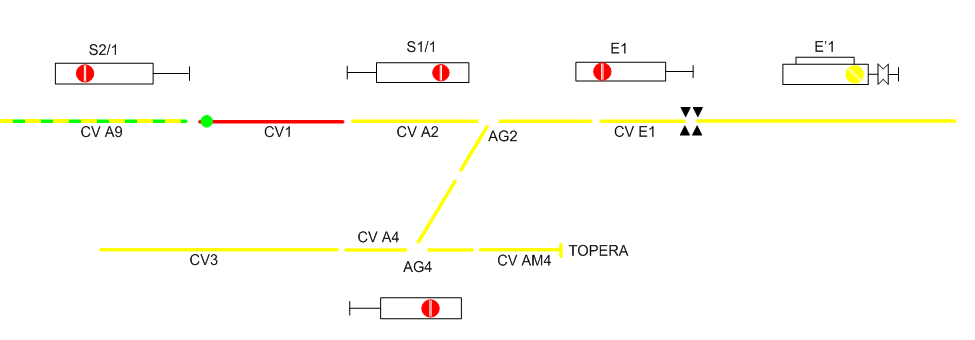 S2/1
S1/1
E1
E'1
CV A9
CV1
CV A2
AG2
CV E1
CV3
CV A4
AG4
CV AM4
TOPERA